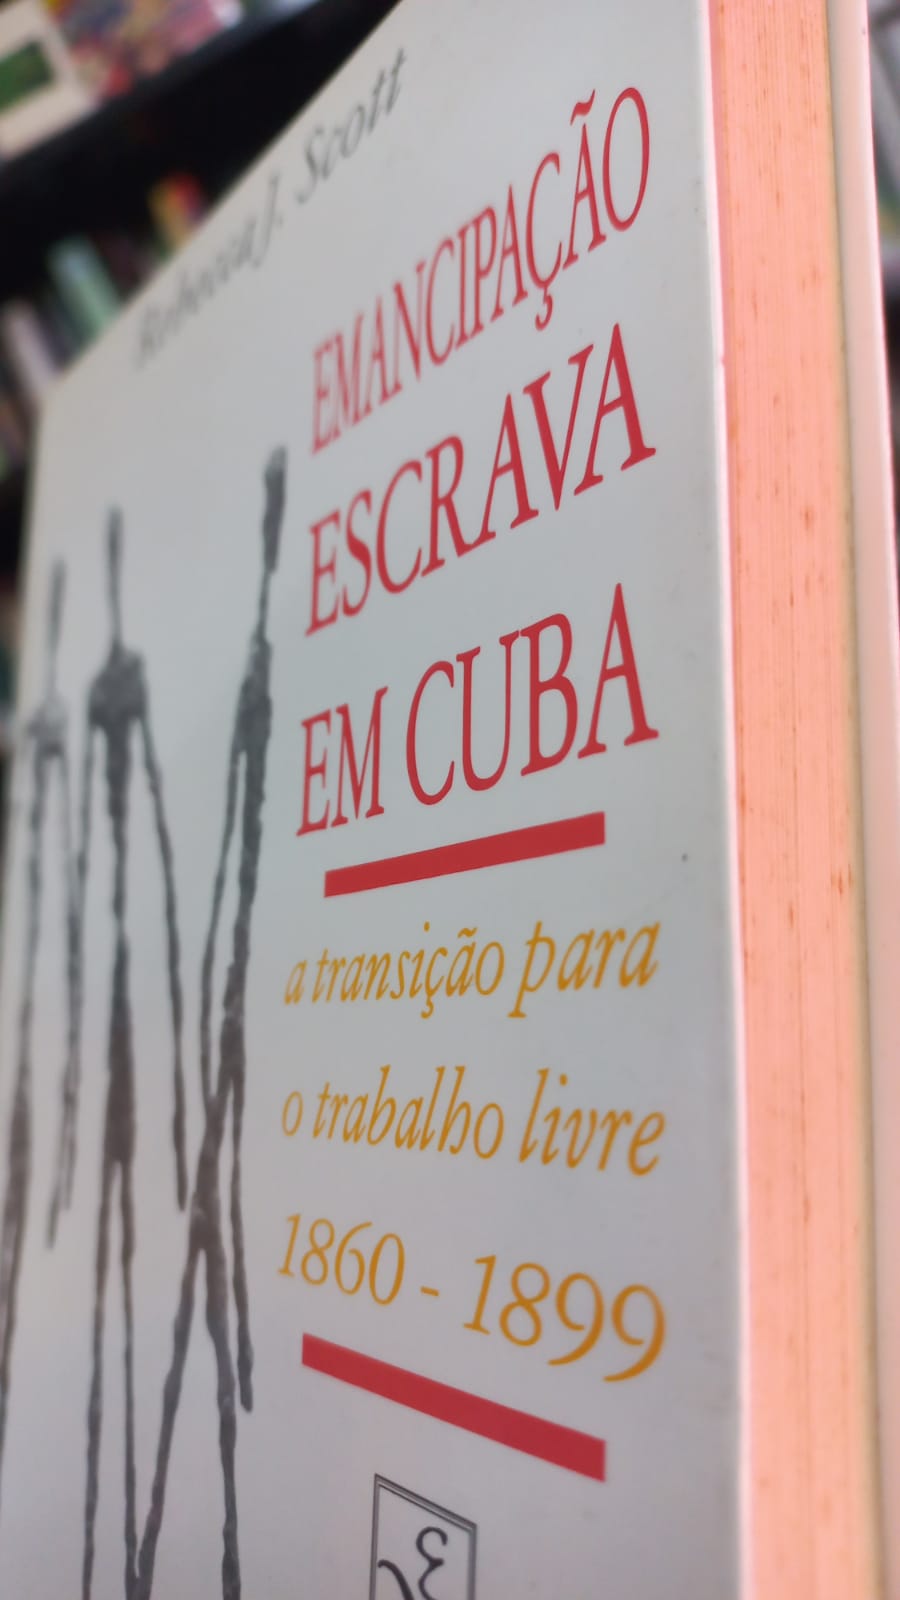 Rebecca J. Scott
EMANCIPAÇÃO
ESCRAVA
EM CUBA
a transição para
o trabalho livre
1860 - 1899